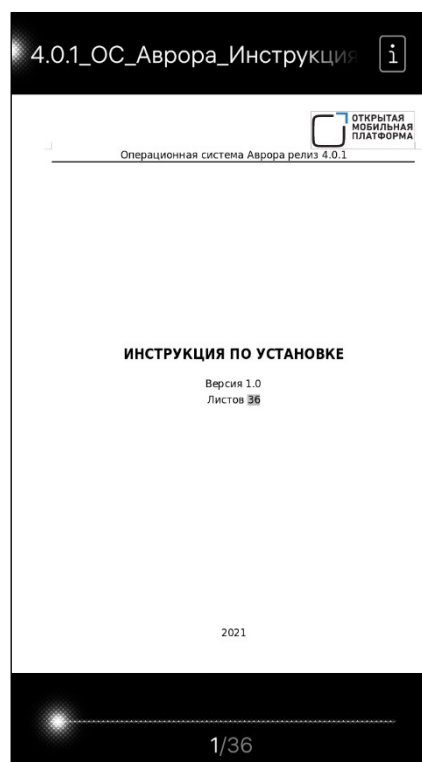 4.0.1_ОС_Аврора_Инструкция
i
ОТКРЫТАЯ
МОБИЛЬНАЯ
ПЛАТФОРМА
Операционная система Аврора релиз 4.0.1
ИНСТРУКЦИЯ ПО УСТАНОВКЕ
Версия 1.0
Листов 36
2021
1/36